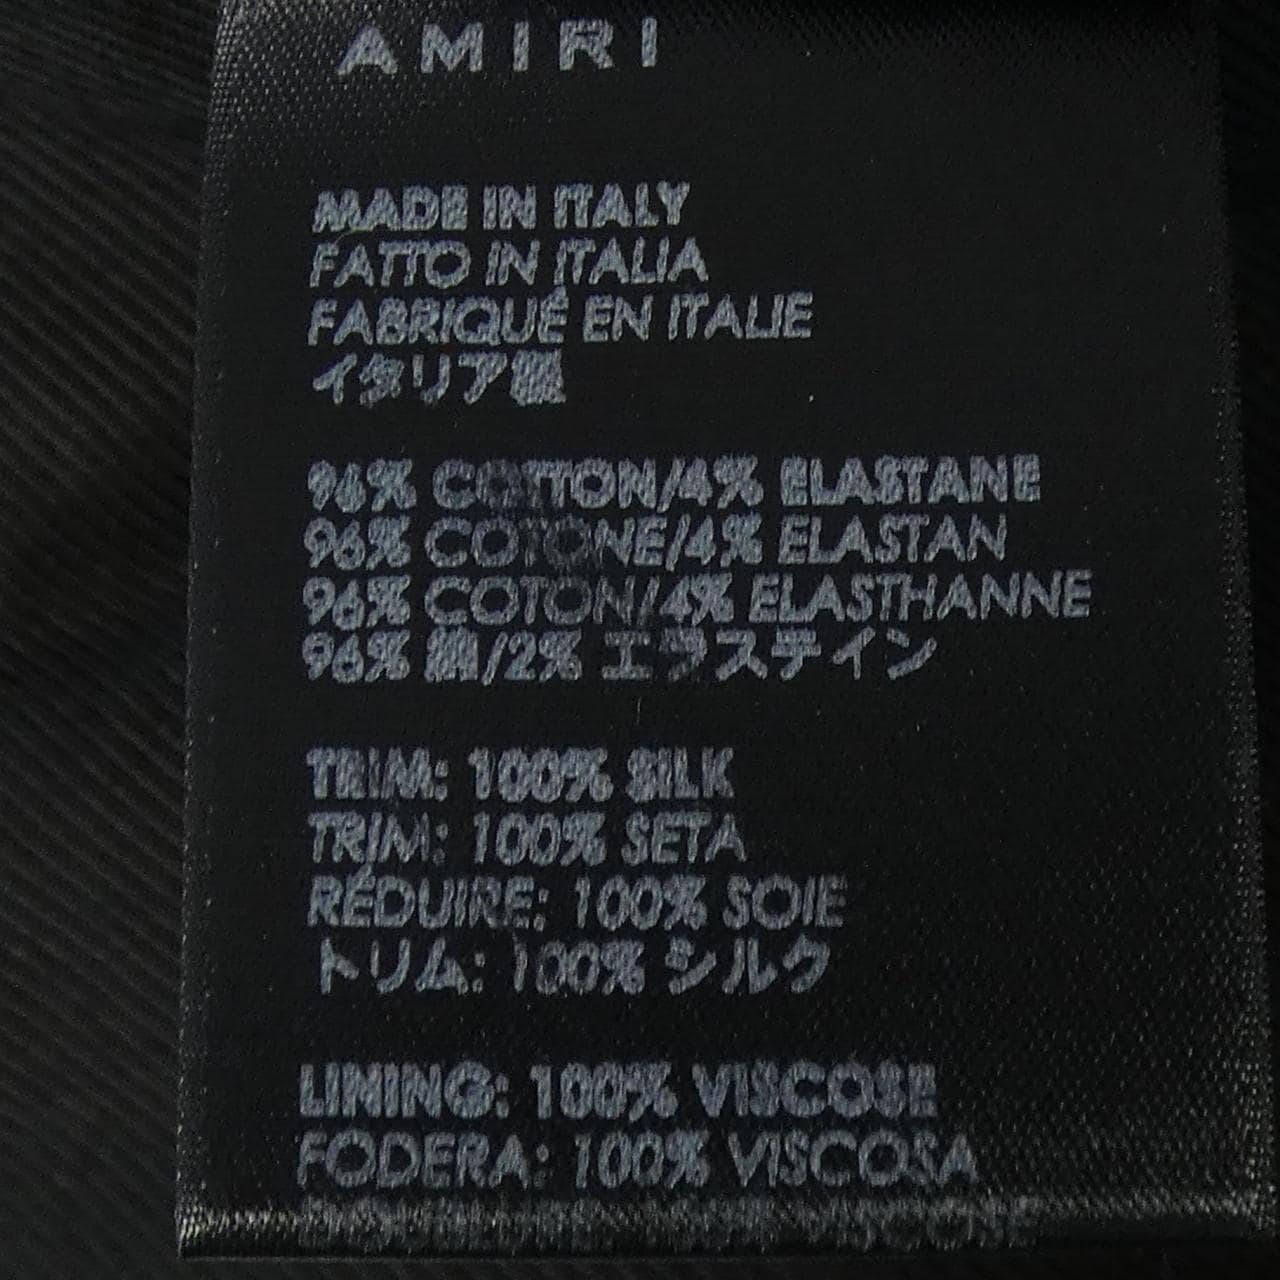 AMIRI
MADE IN ITALY
FATTO IN ITALIA
FABRIQUÉ EN ITALIE
イタリア製
96% COTTON/4% ELASTANE
96% COTONE/4% ELASTAN
96% COTON/4% ELASTHANNE
96% 綿/2% エラステイン
TRIM: 100% SILK
TRIM: 100% SETA
RÉDUIRE: 100% SOIE
トリム: 100% シルク
LINING: 100% VISCOSE
FODERA: 100% VISCOSA
VISCOSE